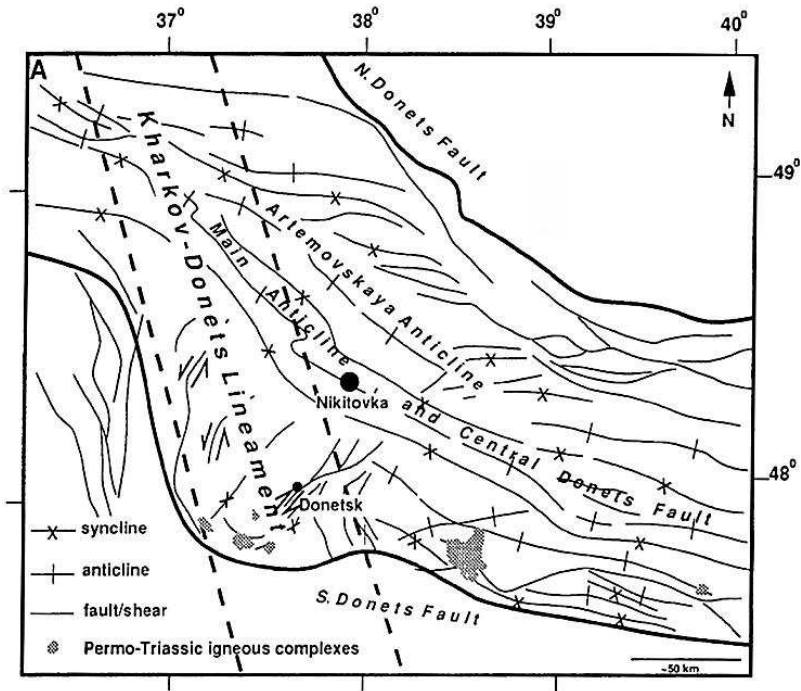 37° 38° 39° 40°
A
N. Donets Fault
N
49°
Kharkov-Donets Lineament
Artemovskaya Anticline
Main Anticline and Central Donets Fault
Nikitovka
48°
Donetsk
syncline
anticline
fault/shear
S. Donets Fault
Permo-Triassic igneous complexes
~50 km